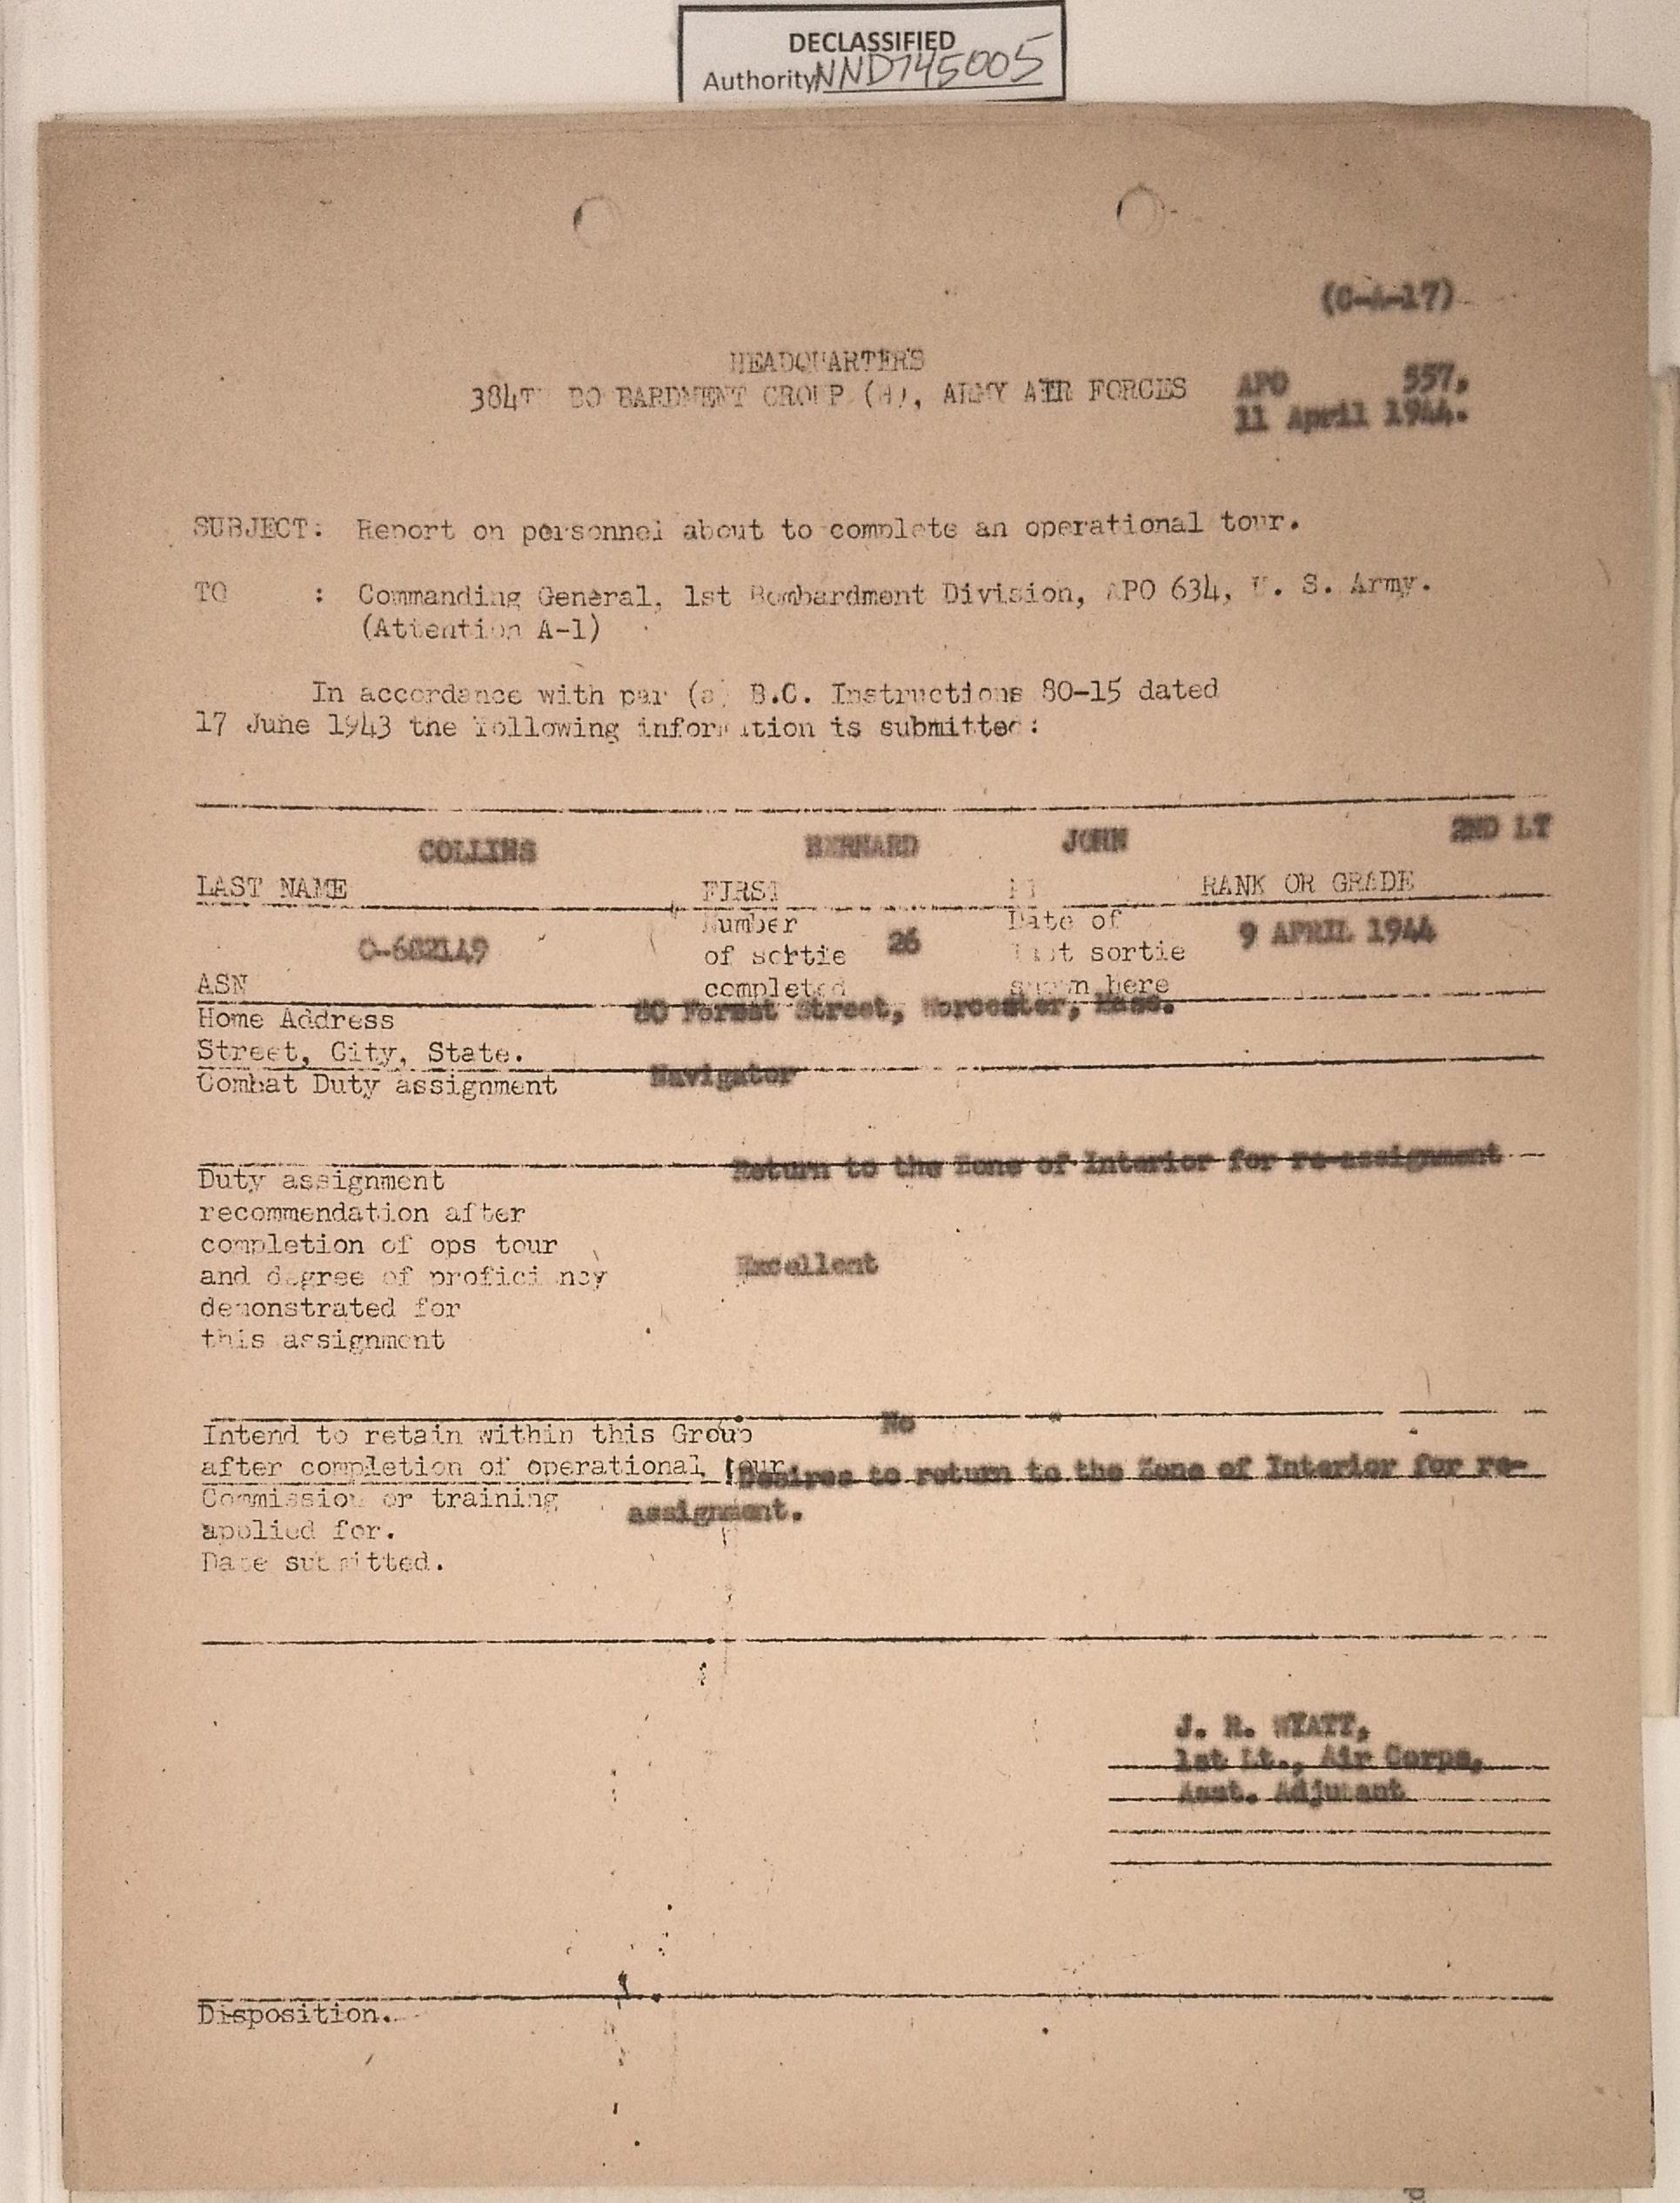 DECLASSIFIED
Authority NND745005
(C-A-17)
HEADQUARTERS
384TH BOMBARDMENT GROUP (H), ARMY AIR FORCES
APO 557,
11 April 1944.
SUBJECT: Report on personnel about to complete an operational tour.
TO : Commanding General, 1st Bombardment Division, APO 634, U. S. Army.
(Attention A-1)
In accordance with par (a) B.C. Instructions 80-15 dated
17 June 1943 the following information is submitted:
COLLINS BERNARD JOHN 2ND LT
LAST NAME FIRST MI RANK OR GRADE
O-682149
ASN
Number
of sortie 26
completed
Date of
last sortie 9 APRIL 1944
shown here
Home Address 80 Forest Street, Worcester, Mass.
Street, City, State.
Combat Duty assignment Navigator
Duty assignment Return to the Zone of Interior for re-assignment
recommendation after
completion of ops tour
and degree of proficiency Excellent
demonstrated for
this assignment
Intend to retain within this Group No
after completion of operational tour
Desires to return to the Zone of Interior for re-
Commission or training assignment.
applied for.
Date submitted.
J. R. WYATT,
1st Lt., Air Corps,
Asst. Adjutant
Disposition.